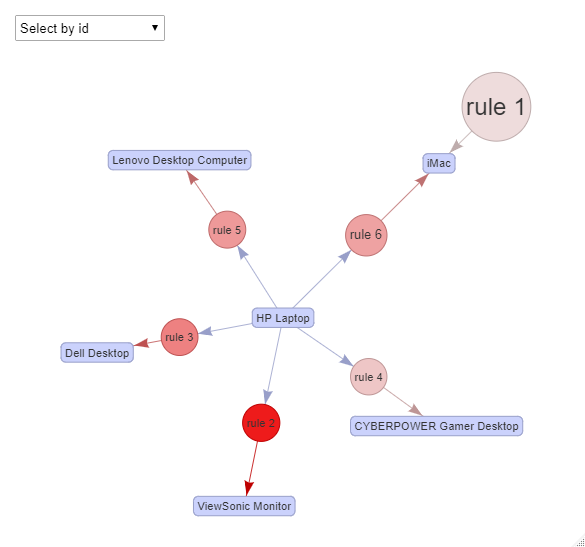 Select by id
rule 1
Lenovo Desktop Computer
iMac
rule 5
rule 6
HP Laptop
rule 3
Dell Desktop
rule 4
rule 2
CYBERPOWER Gamer Desktop
ViewSonic Monitor